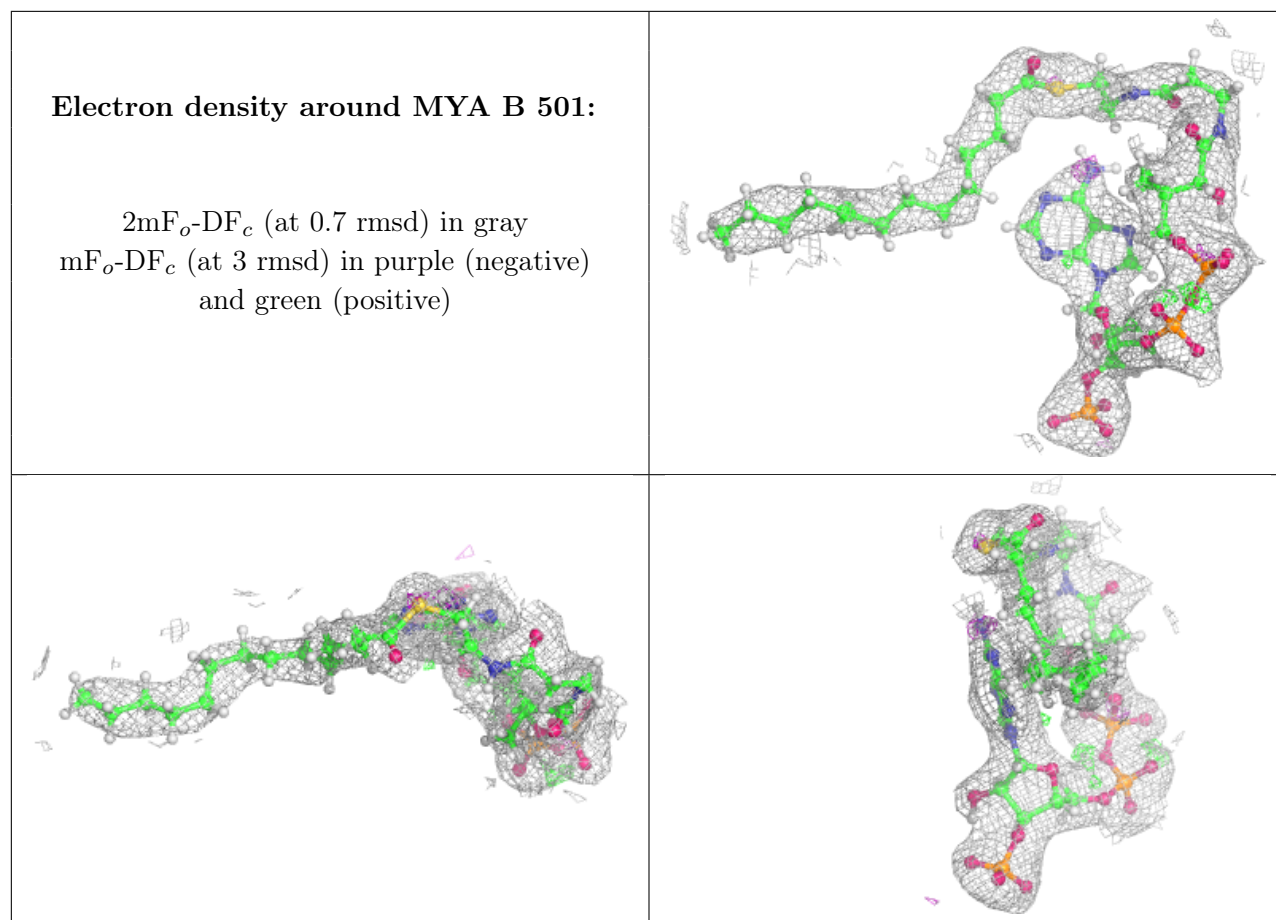 Electron density around MYA B 501:
2mFo-DFc (at 0.7 rmsd) in gray
mFo-DFc (at 3 rmsd) in purple (negative)
and green (positive)